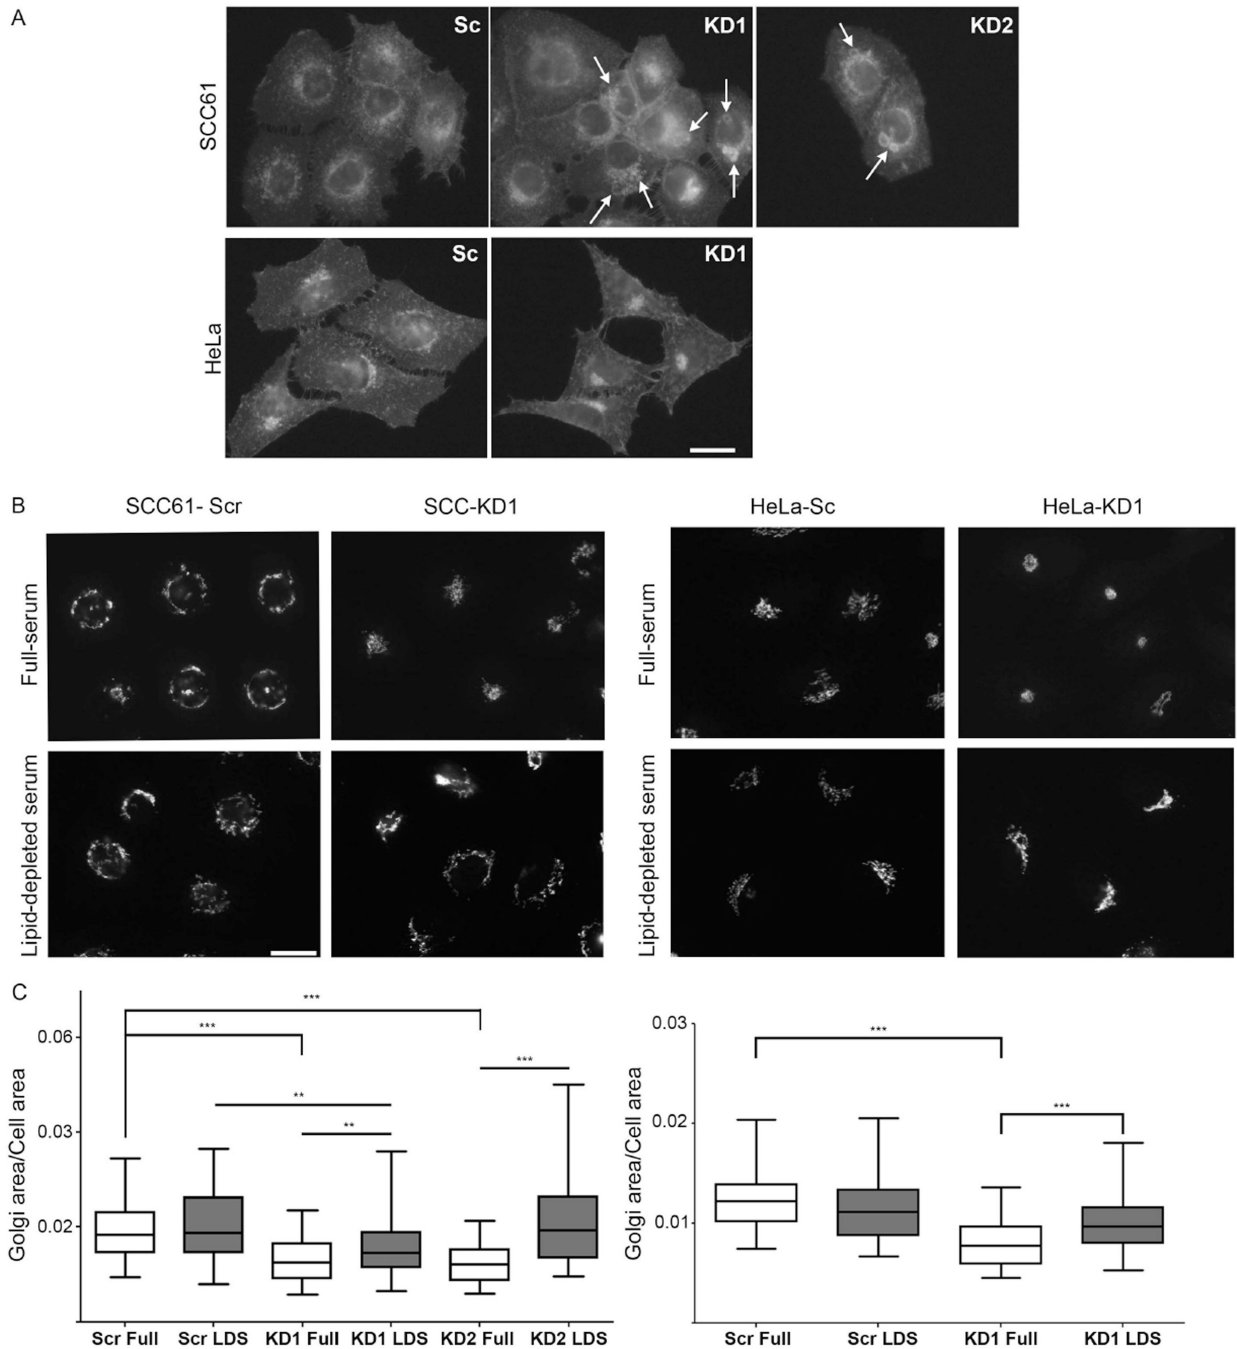 A
SCC61
Sc
KD1
KD2
HeLa
Sc
KD1
B
SCC61- Scr
SCC-KD1
HeLa-Sc
HeLa-KD1
Full-serum
Full-serum
Lipid-depleted serum
Lipid-depleted serum
C
Golgi area/Cell area
0.06
0.03
0.02
***
***
**
**
***
Scr Full
Scr LDS
KD1 Full
KD1 LDS
KD2 Full
KD2 LDS
Golgi area/Cell area
0.03
0.02
0.01
***
***
Scr Full
Scr LDS
KD1 Full
KD1 LDS